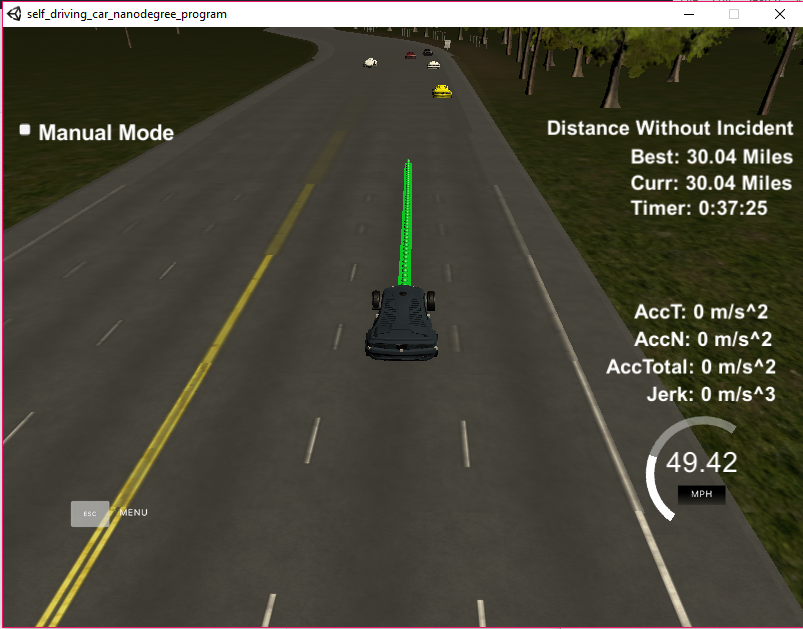 self_driving_car_nanodegree_program
Manual Mode
Distance Without Incident
Best: 30.04 Miles
Curr: 30.04 Miles
Timer: 0:37:25
AccT: 0 m/s^2
AccN: 0 m/s^2
AccTotal: 0 m/s^2
Jerk: 0 m/s^3
49.42
MPH
ESC MENU